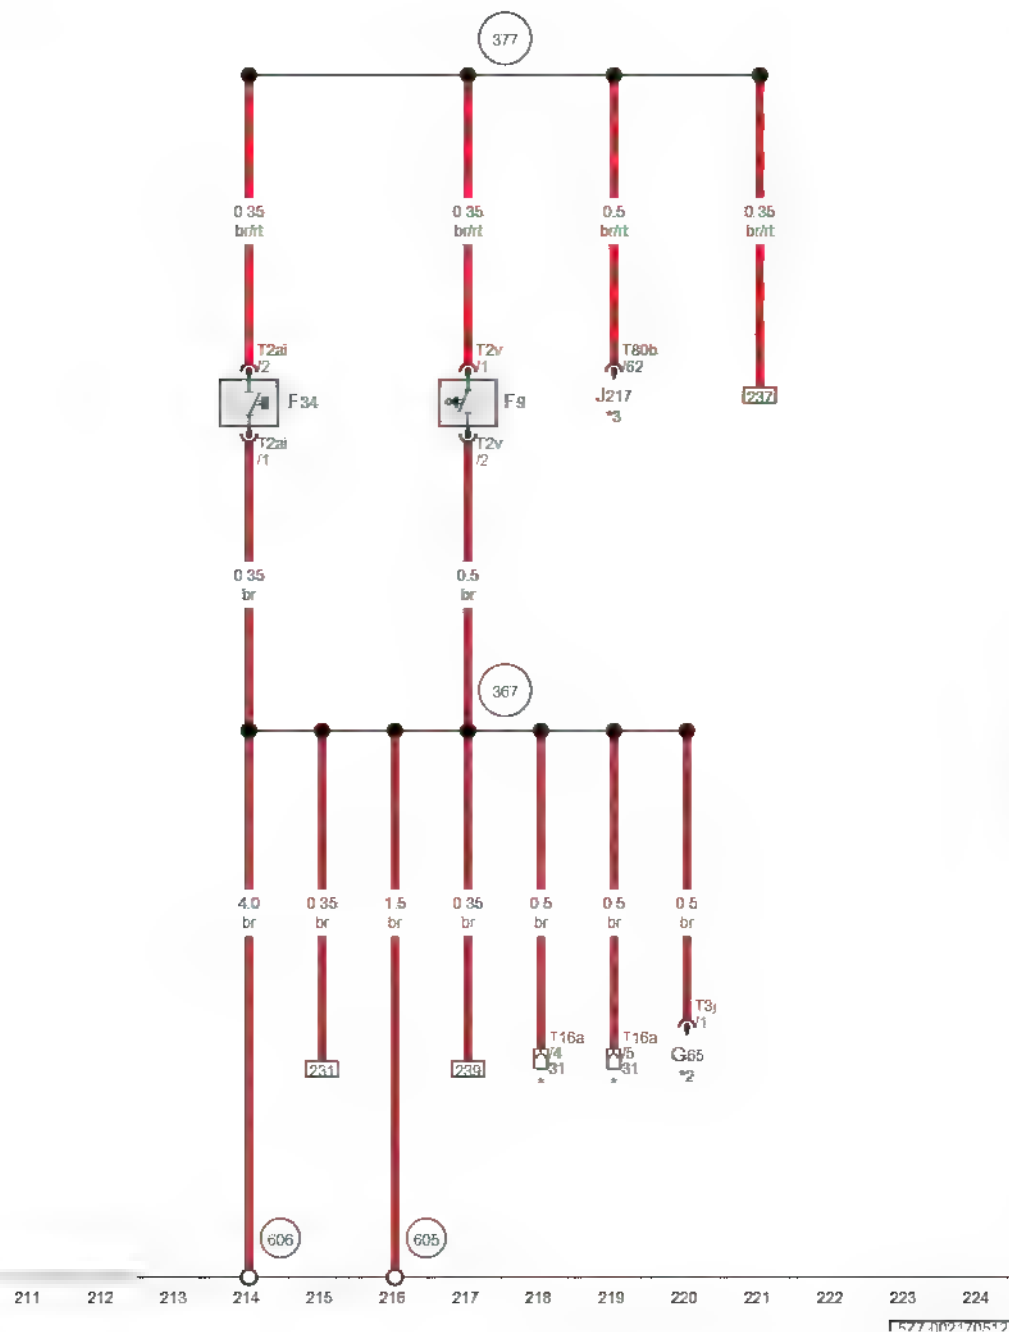 377
0.35 0.35 0.5 0.35
br/rt br/rt br/rt br/rt
T2ai T2v T80b
/2 /1 /62
F34 F9 J217 237
*3
T2ai T2v
/1 /2
0.35 0.5
br br
367
4.0 0.35 1.5 0.35 0.5 0.5 0.5
br br br br br br br
T3j
/1
T16a T16a
/4 /5 G65
31 31 *2
231 239
* *
606 605
211 212 213 214 215 216 217 218 219 220 221 222 223 224